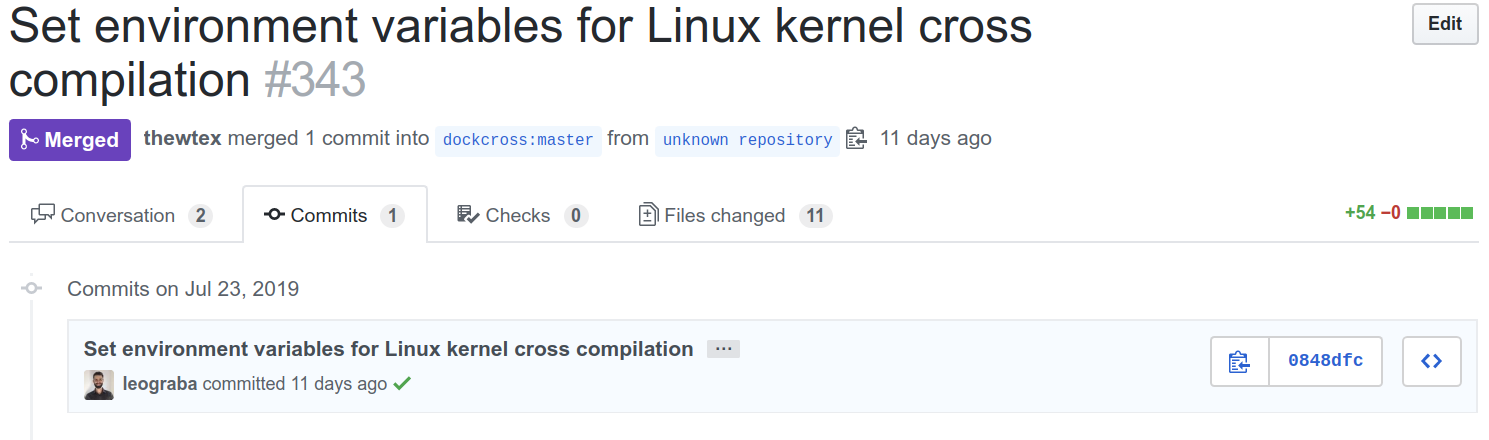 Set environment variables for Linux kernel cross
compilation #343
Edit
Merged thewtex merged 1 commit into dockcross:master from unknown repository 11 days ago
Conversation 2 Commits 1 Checks 0 Files changed 11 +54 −0
Commits on Jul 23, 2019
Set environment variables for Linux kernel cross compilation ...
leograba committed 11 days ago
0848dfc